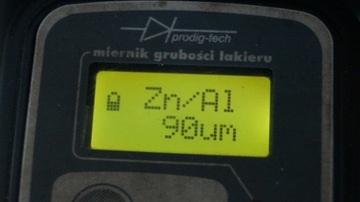 prodig-tech
miernik grubości lakieru
Zn/Al
90um